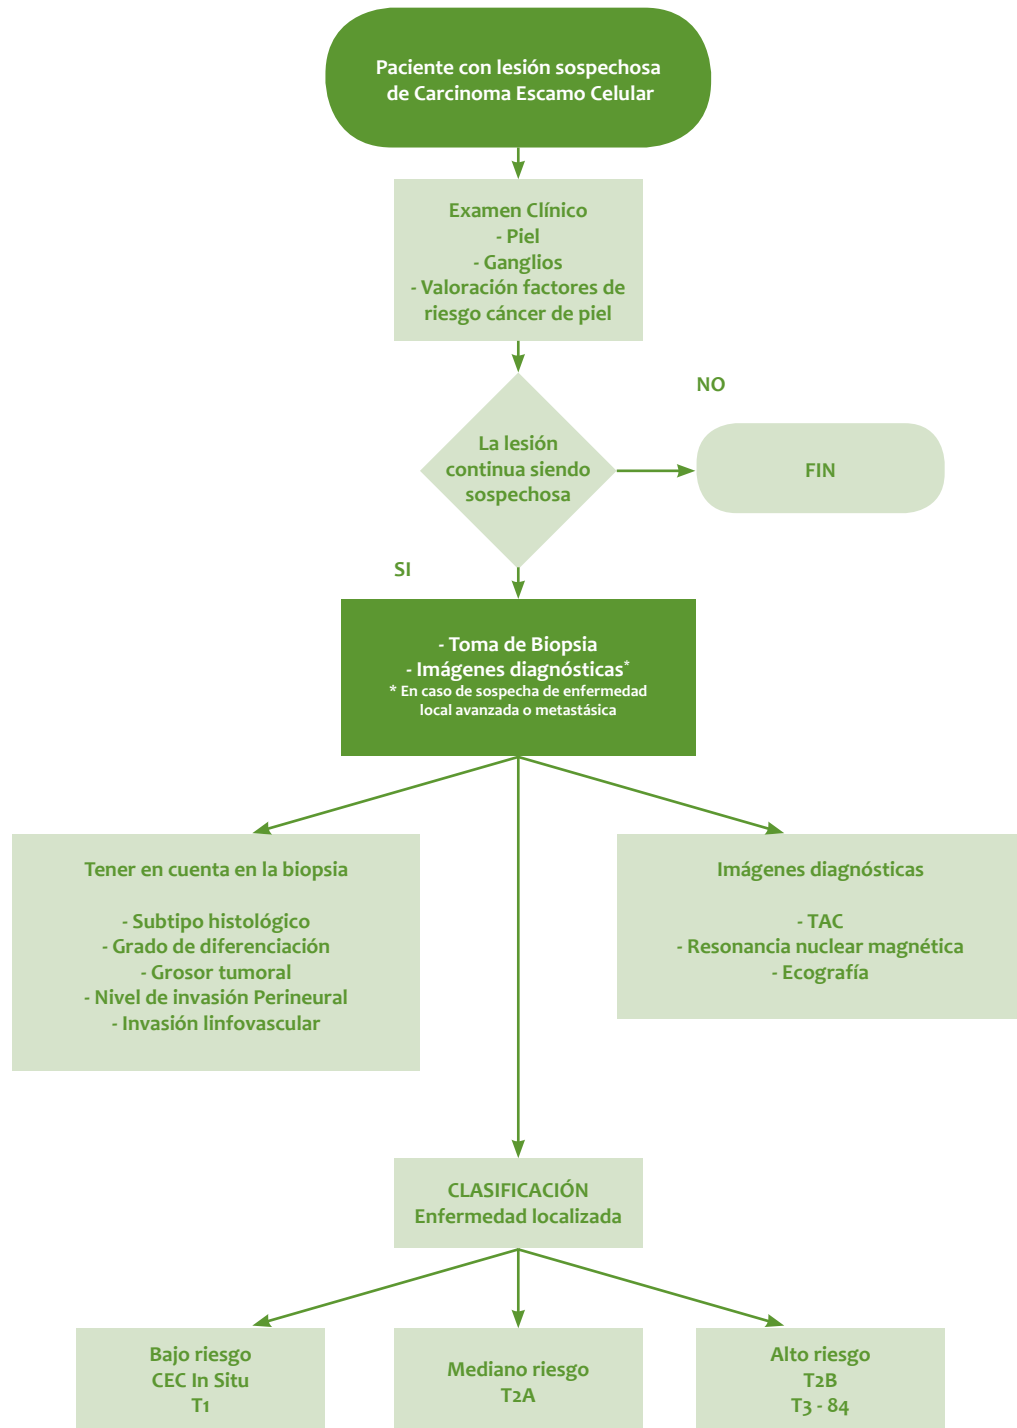 Paciente con lesión sospechosa
de Carcinoma Escamo Celular
Examen Clínico
- Piel
- Ganglios
- Valoración factores de
riesgo cáncer de piel
NO
La lesión
continua siendo
sospechosa
FIN
SI
- Toma de Biopsia
- Imágenes diagnósticas*
* En caso de sospecha de enfermedad
local avanzada o metastásica
Tener en cuenta en la biopsia
- Subtipo histológico
- Grado de diferenciación
- Grosor tumoral
- Nivel de invasión Perineural
- Invasión linfovascular
Imágenes diagnósticas
- TAC
- Resonancia nuclear magnética
- Ecografía
CLASIFICACIÓN
Enfermedad localizada
Bajo riesgo
CEC In Situ
T1
Mediano riesgo
T2A
Alto riesgo
T2B
T3 - 84